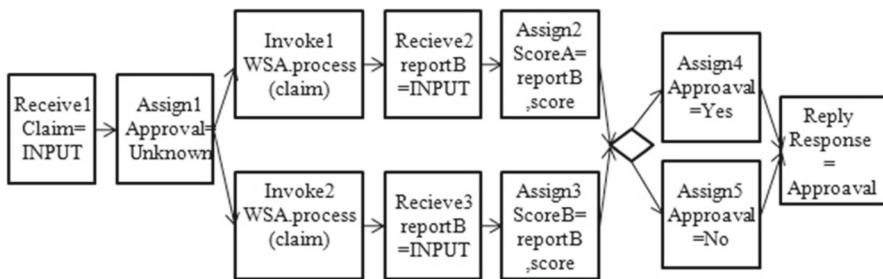 Receive1
Claim=
INPUT
Assign1
Approval=
Unknown
Invoke1
WSA.process
(claim)
Recieve2
reportB
=INPUT
Assign2
ScoreA=
reportB
,score
Invoke2
WSA.process
(claim)
Recieve3
reportB
=INPUT
Assign3
ScoreB=
reportB
,score
Assign4
Approaval
=Yes
Assign5
Approaval
=No
Reply
Response
=
Approaval